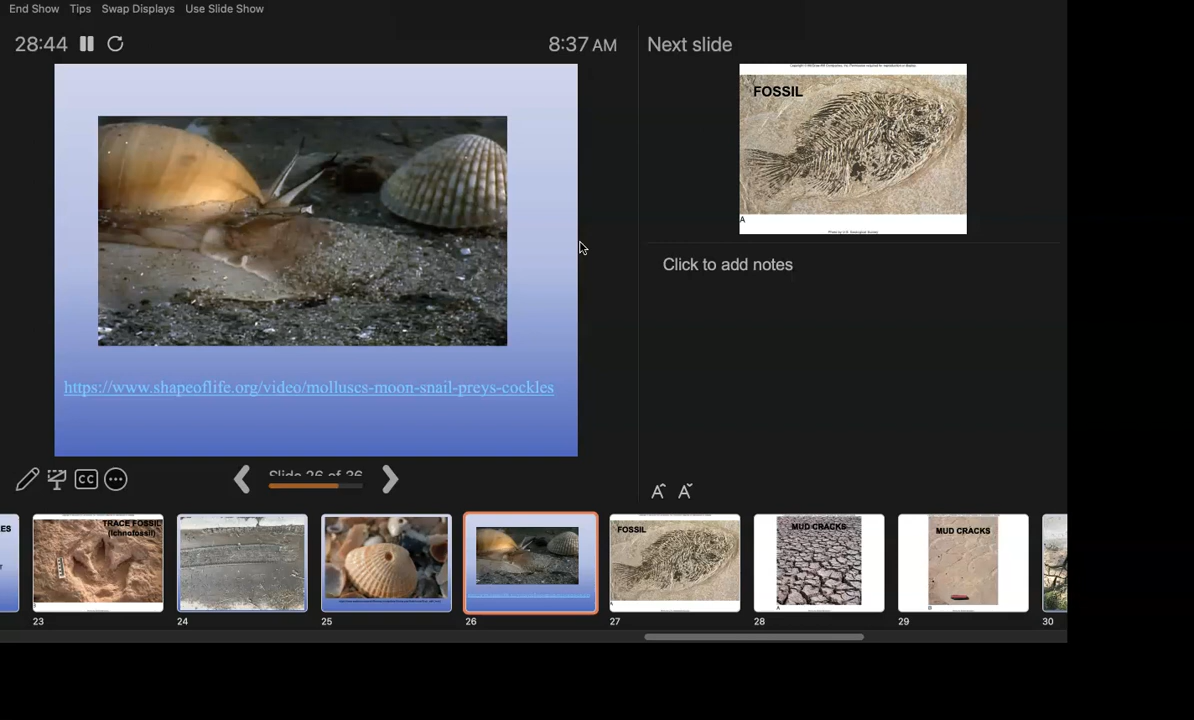 End Show Tips Swap Displays Use Slide Show
28:44
8:37 AM
Next slide
FOSSIL
A
https://www.shapeoflife.org/video/molluscs-moon-snail-preys-cockles
Click to add notes
CC
Slide 26 of 36
A A
TRACE FOSSIL
(Ichnofossil)
FOSSIL
MUD CRACKS
MUD CRACKS
A
B
23 24 25 26 27 28 29 30